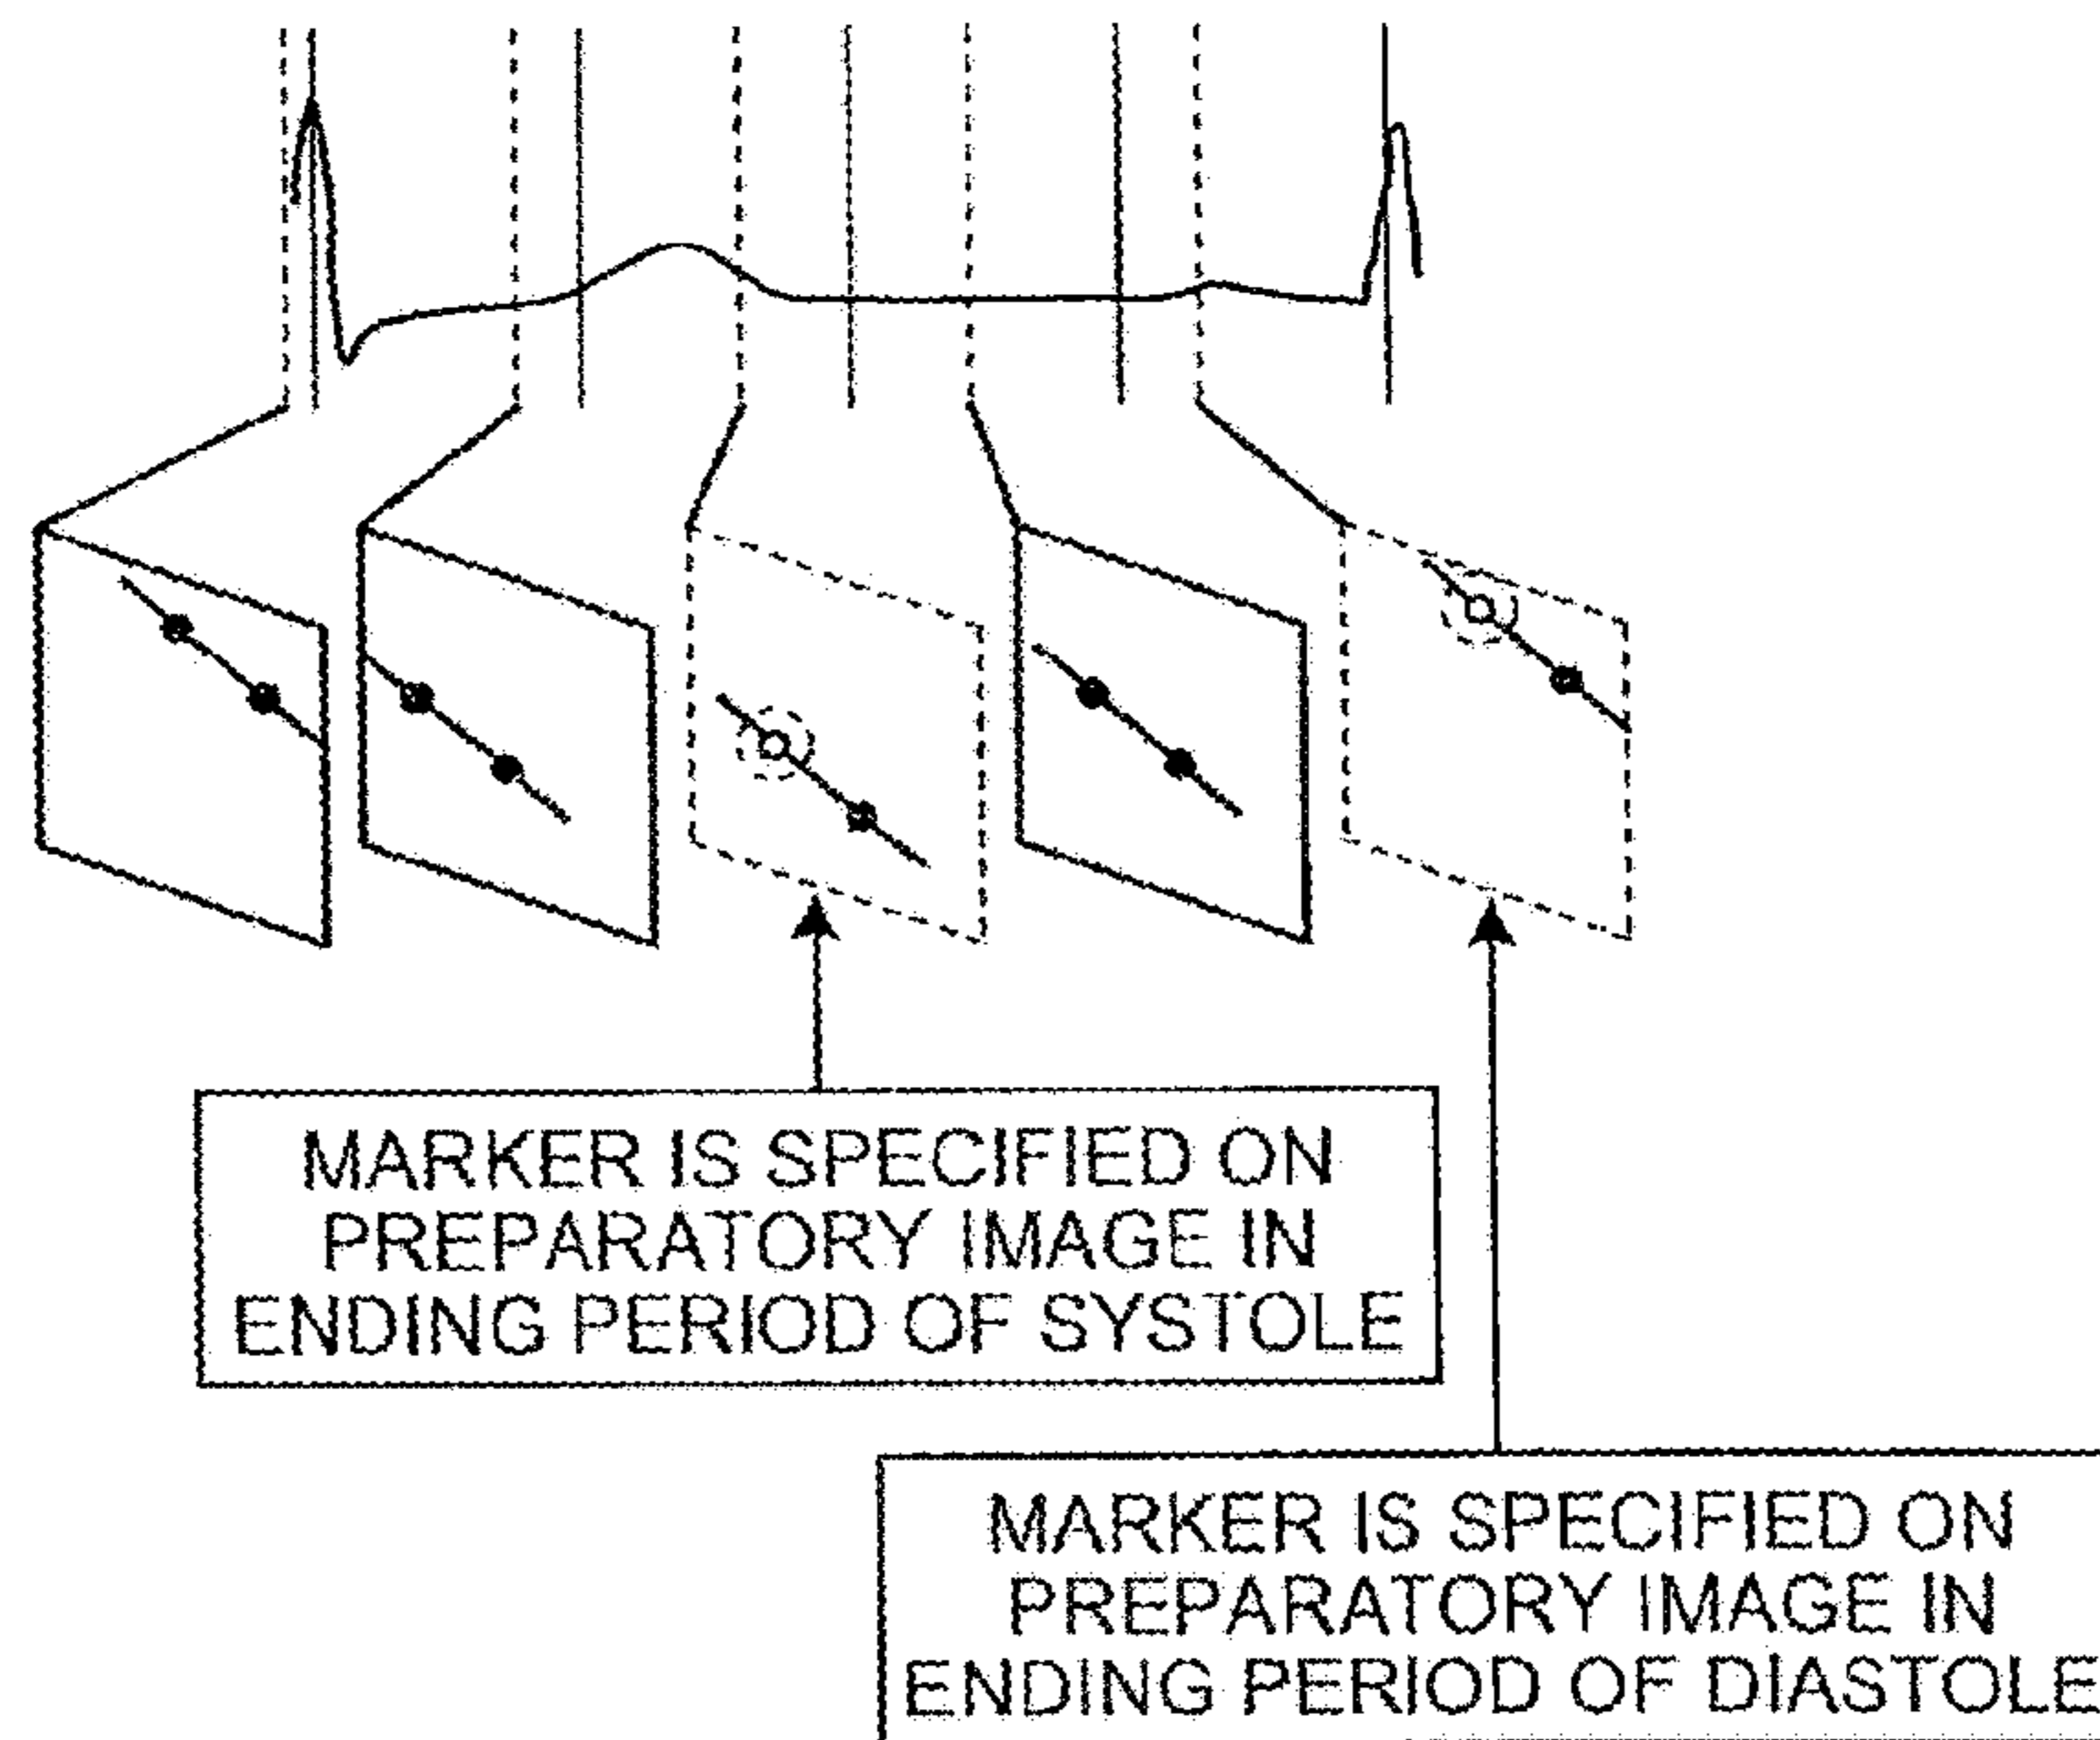 MARKER IS SPECIFIED ON
PREPARATORY IMAGE IN
ENDING PERIOD OF SYSTOLE
MARKER IS SPECIFIED ON
PREPARATORY IMAGE IN
ENDING PERIOD OF DIASTOLE